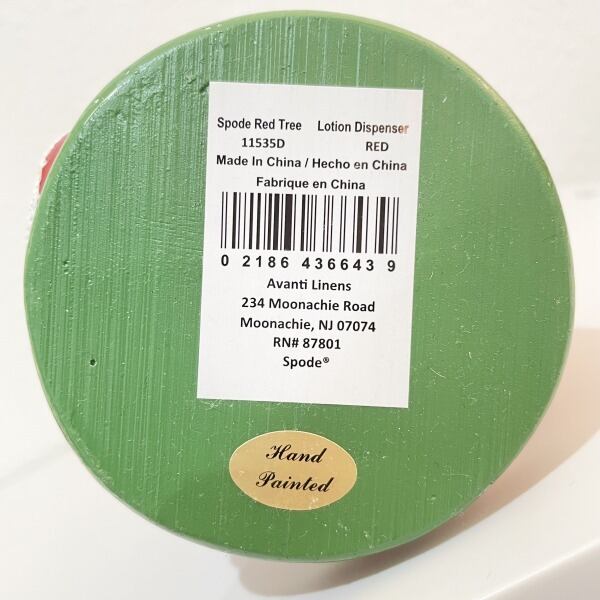 Spode Red Tree Lotion Dispenser
11535D RED
Made In China / Hecho en China
Fabrique en China
0 2186 436643 9
Avanti Linens
234 Moonachie Road
Moonachie, NJ 07074
RN# 87801
Spode®
Hand
Painted